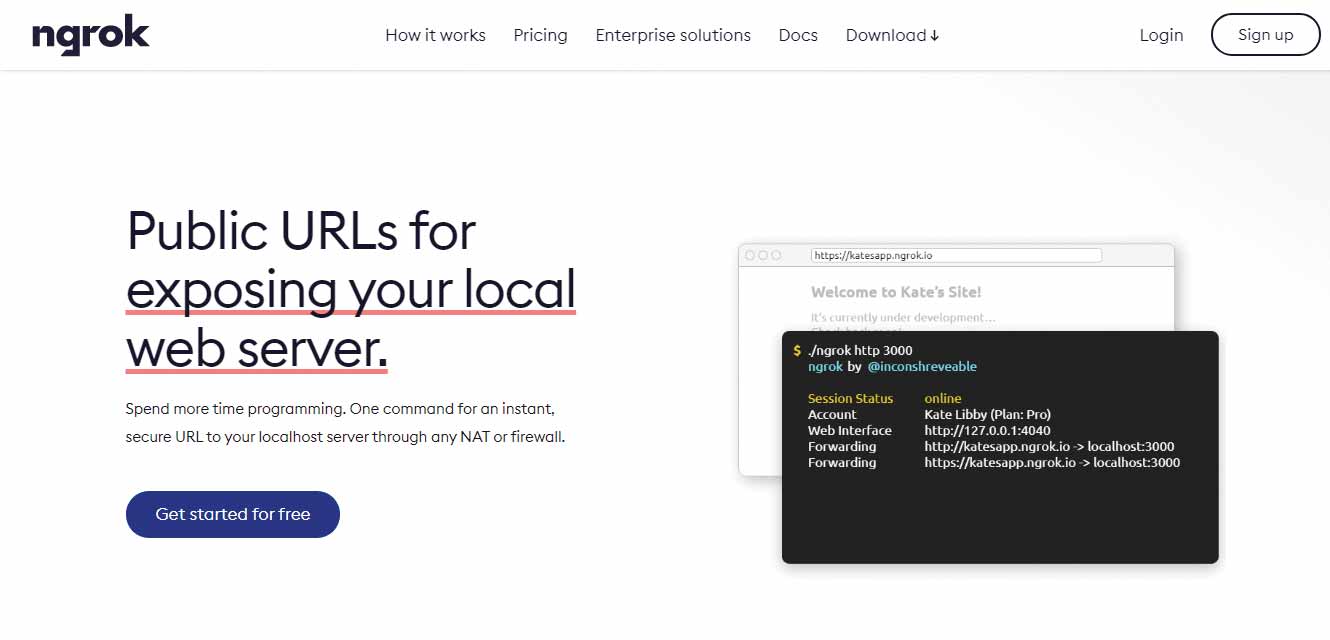 ngrok
How it works Pricing Enterprise solutions Docs Download↓
Login Sign up
Public URLs for
exposing your local
web server.
Spend more time programming. One command for an instant,
secure URL to your localhost server through any NAT or firewall.
Get started for free
https://katesapp.ngrok.io
Welcome to Kate's Site!
It's currently under development...
$ ./ngrok http 3000
ngrok by @inconshreveable
Session Status online
Account Kate Libby (Plan: Pro)
Web Interface http://127.0.0.1:4040
Forwarding http://katesapp.ngrok.io -> localhost:3000
Forwarding https://katesapp.ngrok.io -> localhost:3000